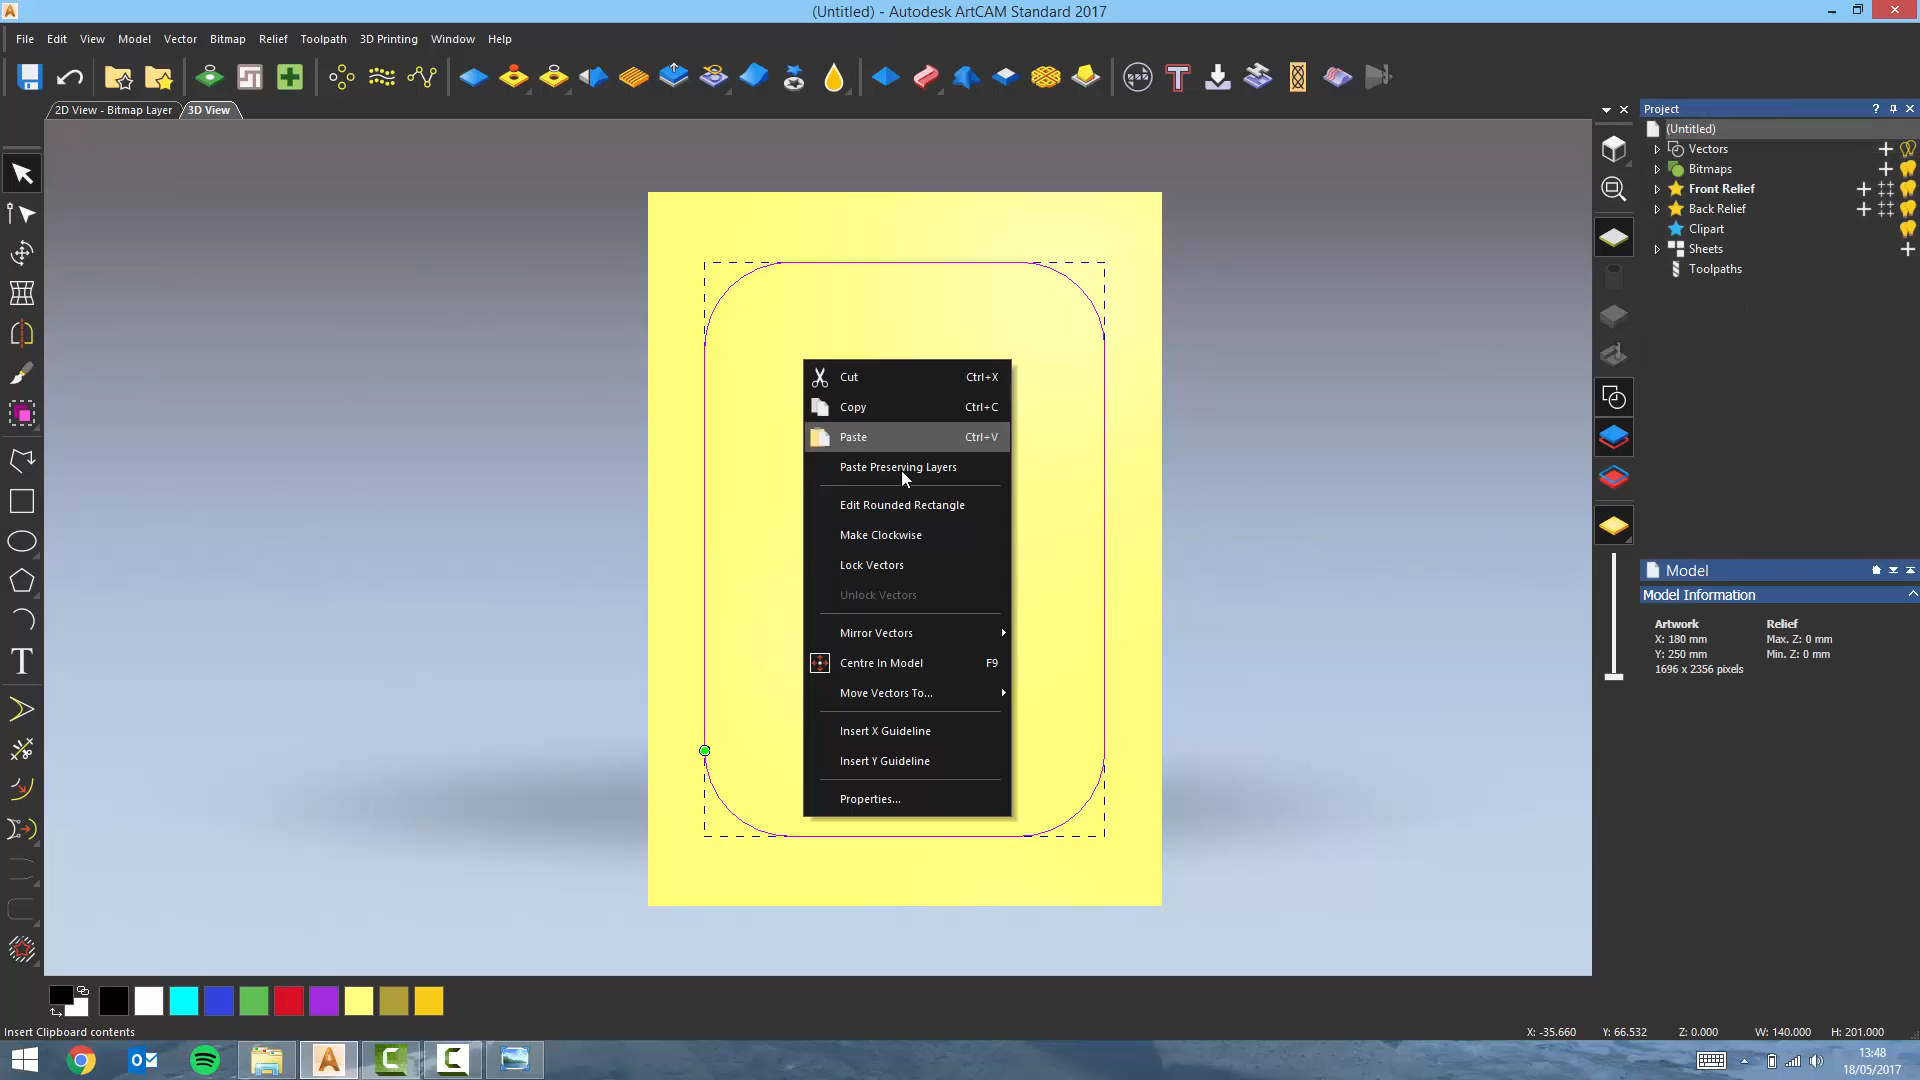 (Untitled) - Autodesk ArtCAM Standard 2017
File Edit View Model Vector Bitmap Relief Toolpath 3D Printing Window Help
2D View - Bitmap Layer 3D View
Project
(Untitled)
Vectors
Bitmaps
Front Relief
Back Relief
Clipart
Sheets
Toolpaths
Cut Ctrl+X
Copy Ctrl+C
Paste Ctrl+V
Paste Preserving Layers
Edit Rounded Rectangle
Make Clockwise
Lock Vectors
Unlock Vectors
Mirror Vectors
Centre In Model F9
Move Vectors To...
Insert X Guideline
Insert Y Guideline
Properties...
Model
Model Information
Artwork Relief
X: 180 mm Max. Z: 0 mm
Y: 250 mm Min. Z: 0 mm
1696 x 2356 pixels
Insert Clipboard contents X: -35.660 Y: 66.532 Z: 0.000 W: 140.000 H: 201.000
13:48
18/05/2017